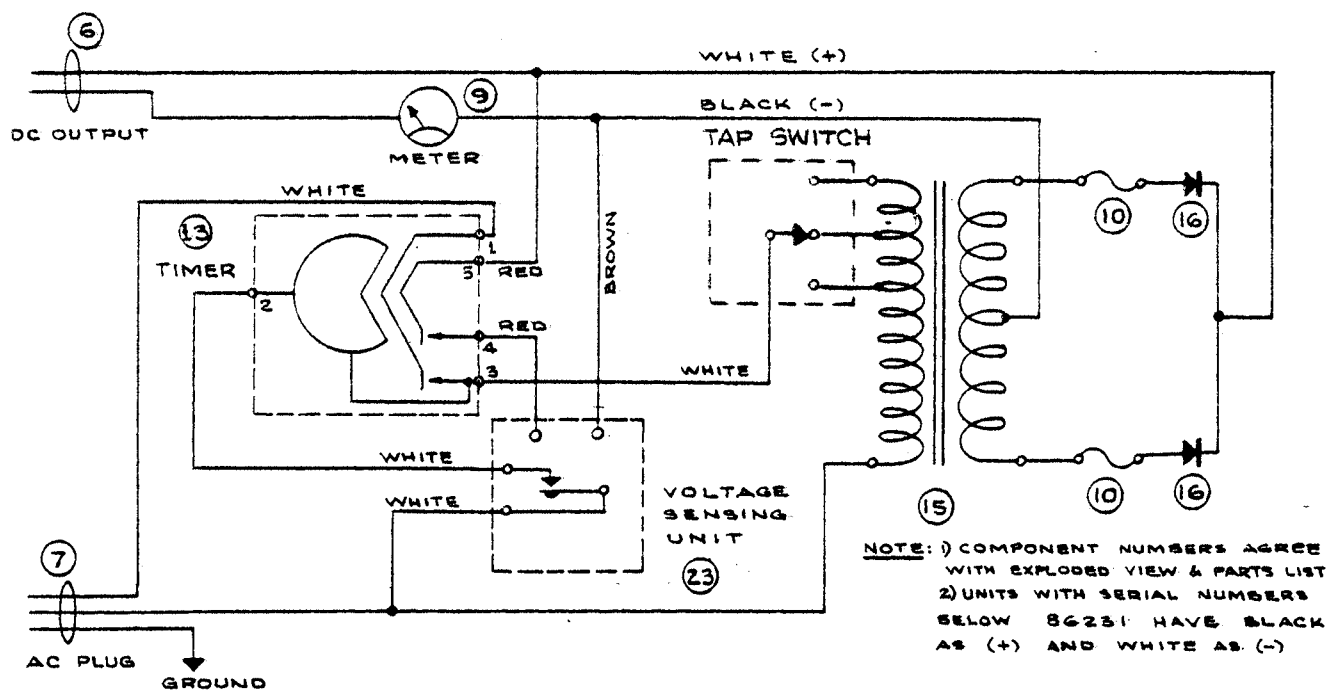 6
WHITE (+)
9
DC OUTPUT
BLACK (-)
METER
TAP SWITCH
WHITE
13
TIMER
1
5
RED
BROWN
10
16
2
RED
4
3
WHITE
WHITE
WHITE
VOLTAGE
SENSING
UNIT
23
15
10
16
7
AC PLUG
GROUND
NOTE: 1) COMPONENT NUMBERS AGREE
WITH EXPLODED VIEW & PARTS LIST
2) UNITS WITH SERIAL NUMBERS
BELOW 86231 HAVE BLACK
AS (+) AND WHITE AS (-)